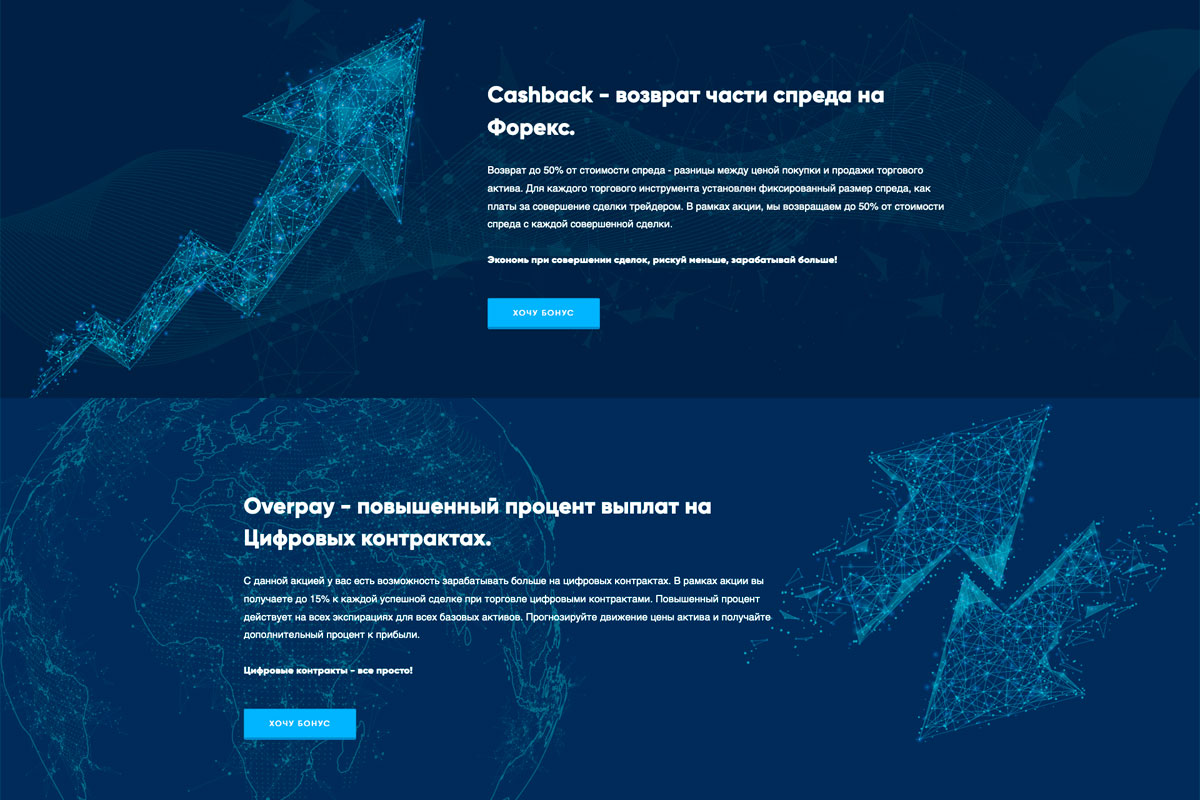 Cashback - возврат части спреда на
Форекс.
Возврат до 50% от стоимости спреда - разницы между ценой покупки и продажи торгового
актива. Для каждого торгового инструмента установлен фиксированный размер спреда, как
платы за совершение сделки трейдером. В рамках акции, мы возвращаем до 50% от стоимости
спреда с каждой совершенной сделки.
Экономь при совершении сделок, рискуй меньше, зарабатывай больше!
ХОЧУ БОНУС
Overpay - повышенный процент выплат на
Цифровых контрактах.
С данной акцией у вас есть возможность зарабатывать больше на цифровых контрактах. В рамках акции вы
получаете до 15% к каждой успешной сделке при торговле цифровыми контрактами. Повышенный процент
действует на всех экспирациях для всех базовых активов. Прогнозируйте движение цены актива и получайте
дополнительный процент к прибыли.
Цифровые контракты - все просто!
ХОЧУ БОНУС